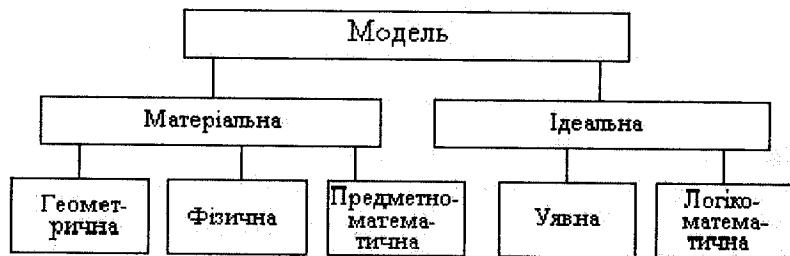 Модель
Матеріальна
Ідеальна
Геомет-
рична
Фізична
Предметно-
матема-
тична
Уявна
Логіко-
матема-
тична